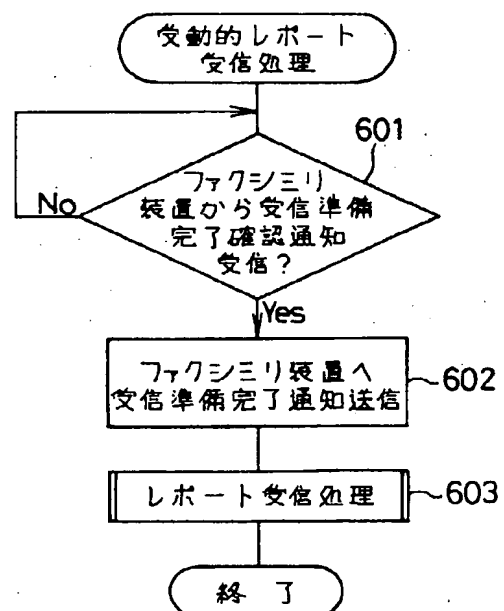 受動的レポート
受信処理
601
ファクシミリ
装置から受信準備
完了確認通知
受信?
No
Yes
ファクシミリ装置へ
受信準備完了通知送信
602
レポート受信処理
603
終了